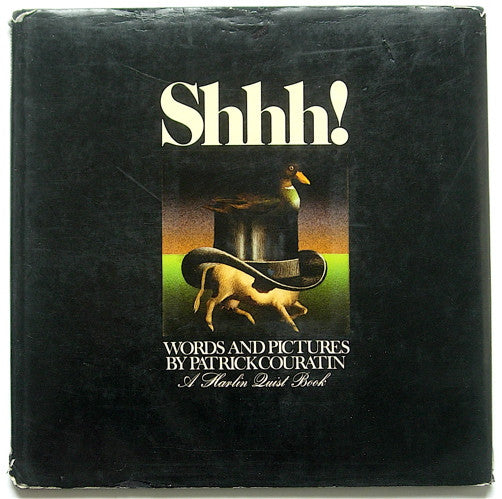 Shhh!
WORDS AND PICTURES
BY PATRICK COURATIN
A Harlin Quist Book